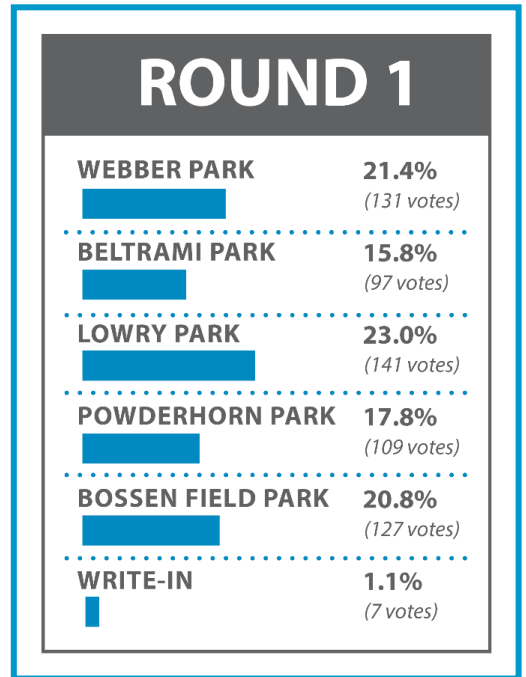 ROUND 1
WEBBER PARK 21.4%
(131 votes)
BELTRAMI PARK 15.8%
(97 votes)
LOWRY PARK 23.0%
(141 votes)
POWDERHORN PARK 17.8%
(109 votes)
BOSSEN FIELD PARK 20.8%
(127 votes)
WRITE-IN 1.1%
(7 votes)